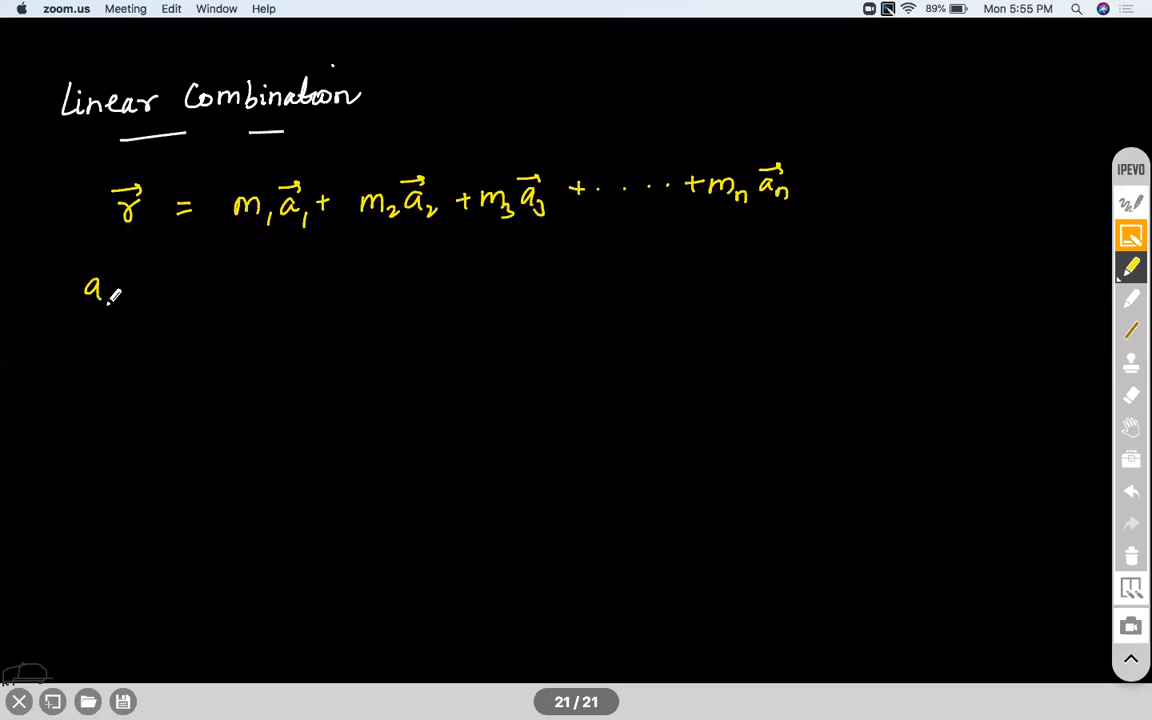 zoom.us Meeting Edit Window Help 89% Mon 5:55 PM
Linear Combination
r⃗ = m₁a⃗₁ + m₂a⃗₂ + m₃a⃗₃ + · · · · + mₙa⃗ₙ
IPEVO
a
21 / 21